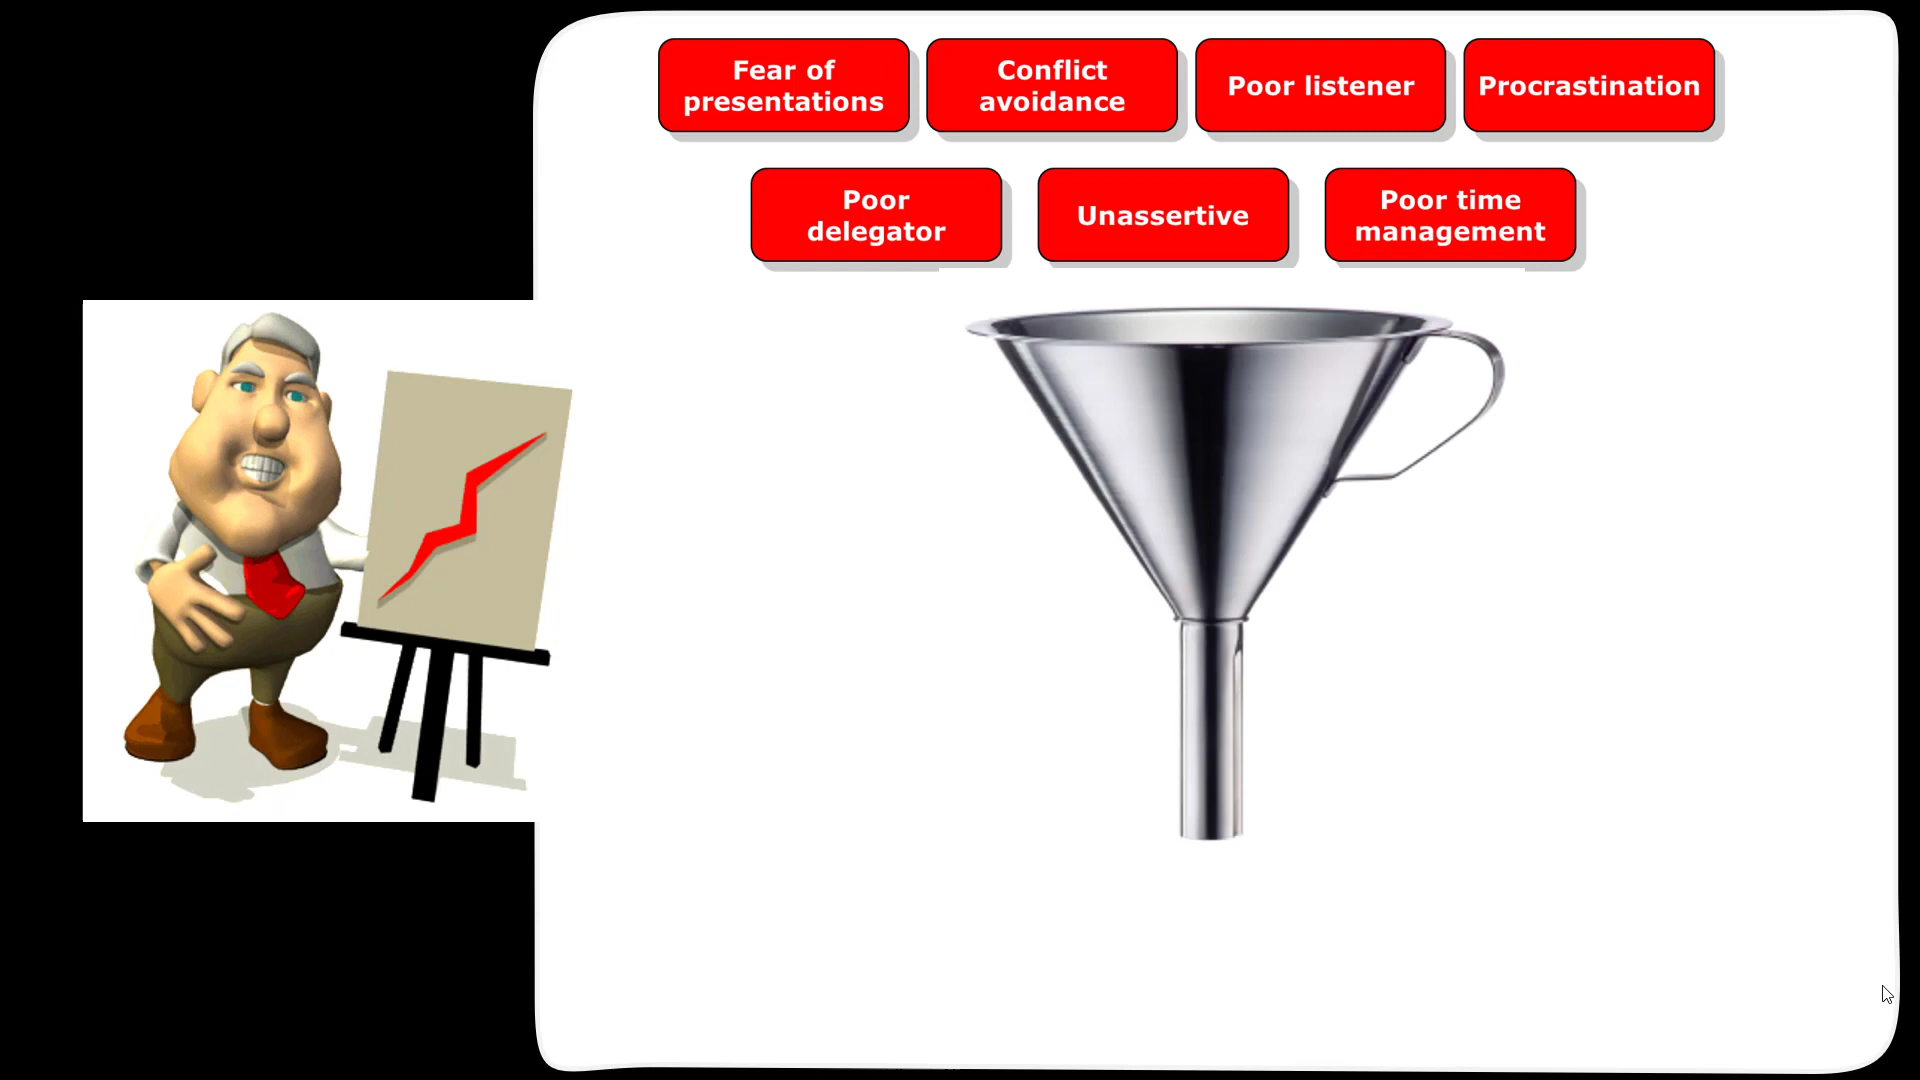 Fear of
presentations
Conflict
avoidance
Poor listener
Procrastination
Poor
delegator
Unassertive
Poor time
management